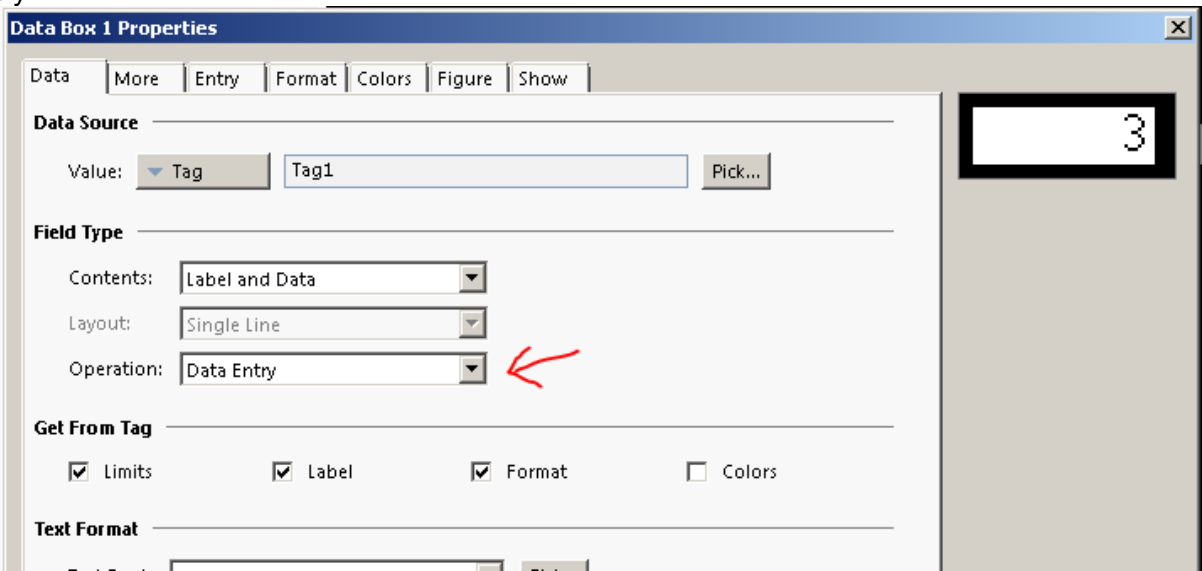 Data Box 1 Properties
Data More Entry Format Colors Figure Show
Data Source
3
Value: Tag Tag1 Pick...
Field Type
Contents: Label and Data
Layout: Single Line
Operation: Data Entry
Get From Tag
Limits Label Format Colors
Text Format